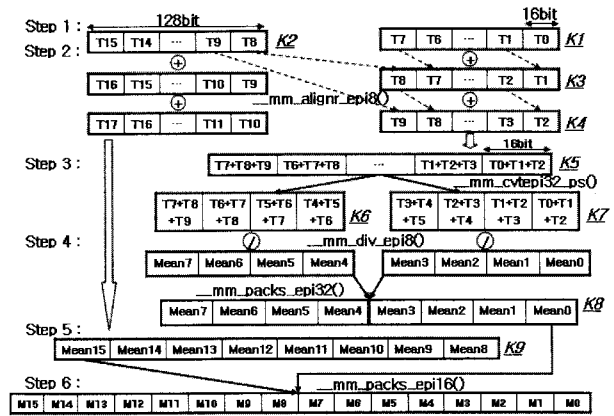 Step 1 : 128bit 16bit
T15 T14 ... T9 T8 K2 T7 T6 ... T1 T0 K1
Step 2 :
T16 T15 ... T10 T9 T8 T7 ... T2 T1 K3
__mm_alignr_epi8()
T17 T16 ... T11 T10 T9 T8 ... T3 T2 K4
16bit
Step 3 : T7+T8+T9 T6+T7+T8 ... T1+T2+T3 T0+T1+T2 K5
__mm_cvtepi32_ps()
T7+T8 T6+T7 T5+T6 T4+T5 T3+T4 T2+T3 T1+T2 T0+T1
+T9 +T8 +T7 +T6 K6 +T5 +T4 +T3 +T2 K7
Step 4 : __mm_div_epi8()
Mean7 Mean6 Mean5 Mean4 Mean3 Mean2 Mean1 Mean0
__mm_packs_epi32()
Mean7 Mean6 Mean5 Mean4 Mean3 Mean2 Mean1 Mean0 K8
Step 5 :
Mean15 Mean14 Mean13 Mean12 Mean11 Mean10 Mean9 Mean8 K9
Step 6 : __mm_packs_epi16()
M15 M14 M13 M12 M11 M10 M9 M8 M7 M6 M5 M4 M3 M2 M1 M0